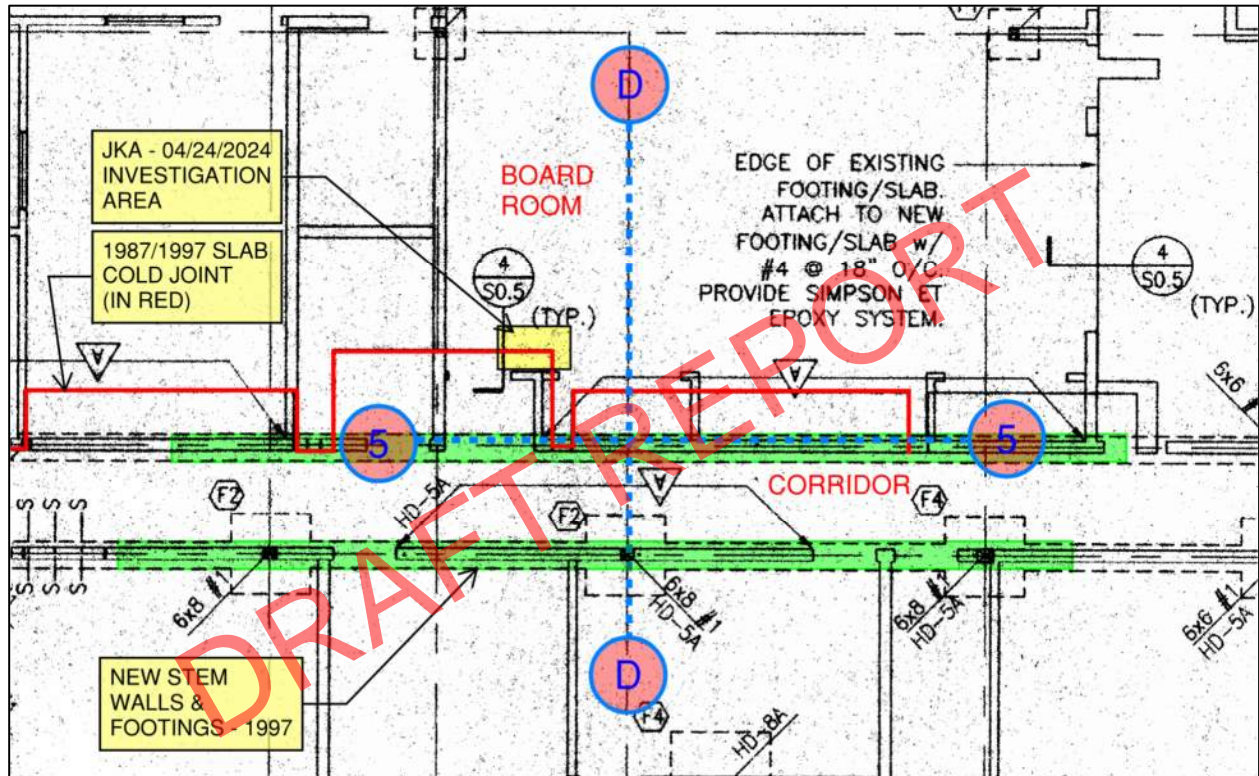 D
JKA - 04/24/2024
INVESTIGATION
AREA
BOARD
ROOM
EDGE OF EXISTING
FOOTING/SLAB.
ATTACH TO NEW
FOOTING/SLAB w/
#4 @ 18" O/C.
PROVIDE SIMPSON ET
EPOXY SYSTEM.
1987/1997 SLAB
COLD JOINT
(IN RED)
4
S0.5
(TYP.)
4
S0.5
(TYP.)
A
A
6x6
5
5
CORRIDOR
A
F2
HD-5A
F2
F4
S
S
S
S
S
S
6x8 #1
6x8 #1
HD-5A
6x8 #1
HD-5A
6x6 #1
HD-5A
NEW STEM
WALLS &
FOOTINGS - 1997
D
F4
HD-8A
DRAFT REPORT